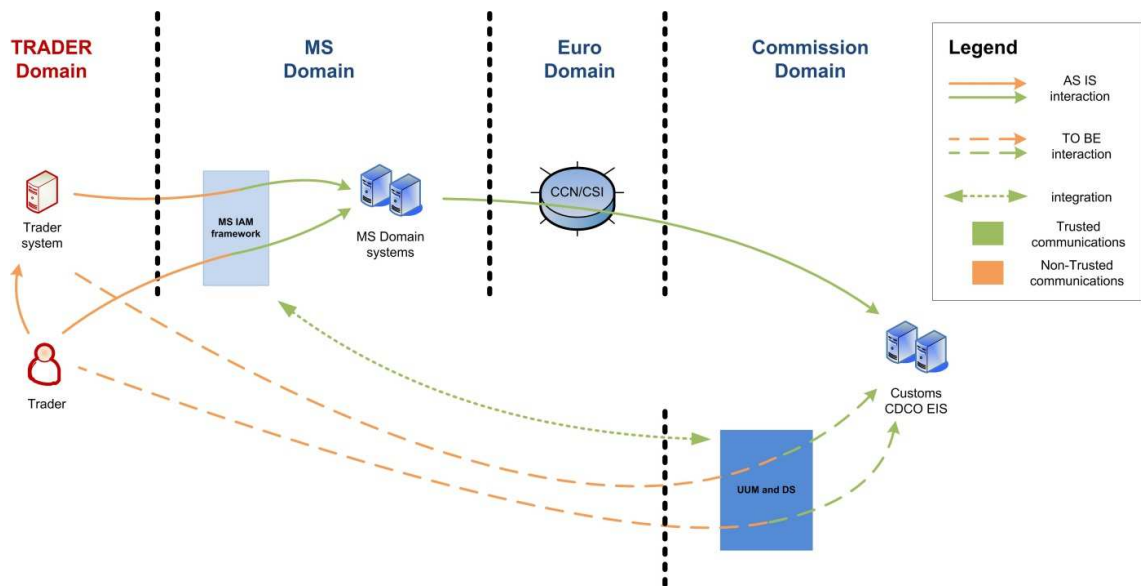 TRADER
Domain
MS
Domain
Euro
Domain
Commission
Domain
Legend
AS IS
interaction
TO BE
interaction
integration
Trusted
communications
Non-Trusted
communications
Trader
system
MS IAM
framework
MS Domain
systems
CCN/CSI
Trader
Customs
CDCO EIS
UUM and DS